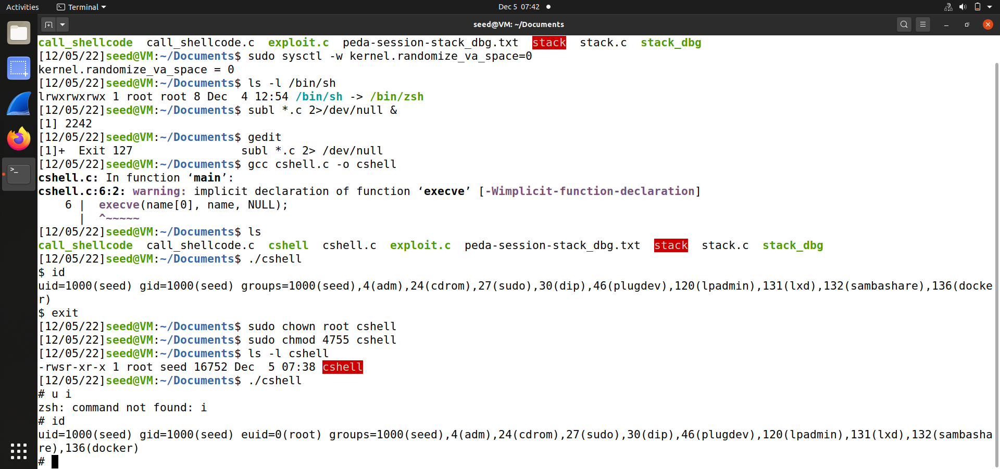 Activities
Terminal
Dec 5 07:42
seed@VM: ~/Documents
call_shellcode call_shellcode.c exploit.c peda-session-stack_dbg.txt stack stack.c stack_dbg
[12/05/22]seed@VM:~/Documents$ sudo sysctl -w kernel.randomize_va_space=0
kernel.randomize_va_space = 0
[12/05/22]seed@VM:~/Documents$ ls -l /bin/sh
lrwxrwxrwx 1 root root 8 Dec  4 12:54 /bin/sh -> /bin/zsh
[12/05/22]seed@VM:~/Documents$ subl *.c 2>/dev/null &
[1] 2242
[12/05/22]seed@VM:~/Documents$ gedit
[1]+  Exit 127                subl *.c 2> /dev/null
[12/05/22]seed@VM:~/Documents$ gcc cshell.c -o cshell
cshell.c: In function ‘main’:
cshell.c:6:2: warning: implicit declaration of function ‘execve’ [-Wimplicit-function-declaration]
    6 |  execve(name[0], name, NULL);
      |  ^~~~~~
[12/05/22]seed@VM:~/Documents$ ls
call_shellcode  call_shellcode.c  cshell  cshell.c  exploit.c  peda-session-stack_dbg.txt  stack  stack.c  stack_dbg
[12/05/22]seed@VM:~/Documents$ ./cshell
$ id
uid=1000(seed) gid=1000(seed) groups=1000(seed),4(adm),24(cdrom),27(sudo),30(dip),46(plugdev),120(lpadmin),131(lxd),132(sambashare),136(docke
r)
$ exit
[12/05/22]seed@VM:~/Documents$ sudo chown root cshell
[12/05/22]seed@VM:~/Documents$ sudo chmod 4755 cshell
[12/05/22]seed@VM:~/Documents$ ls -l cshell
-rwsr-xr-x 1 root seed 16752 Dec  5 07:38 cshell
[12/05/22]seed@VM:~/Documents$ ./cshell
# u i
zsh: command not found: i
# id
uid=1000(seed) gid=1000(seed) euid=0(root) groups=1000(seed),4(adm),24(cdrom),27(sudo),30(dip),46(plugdev),120(lpadmin),131(lxd),132(sambasha
re),136(docker)
#